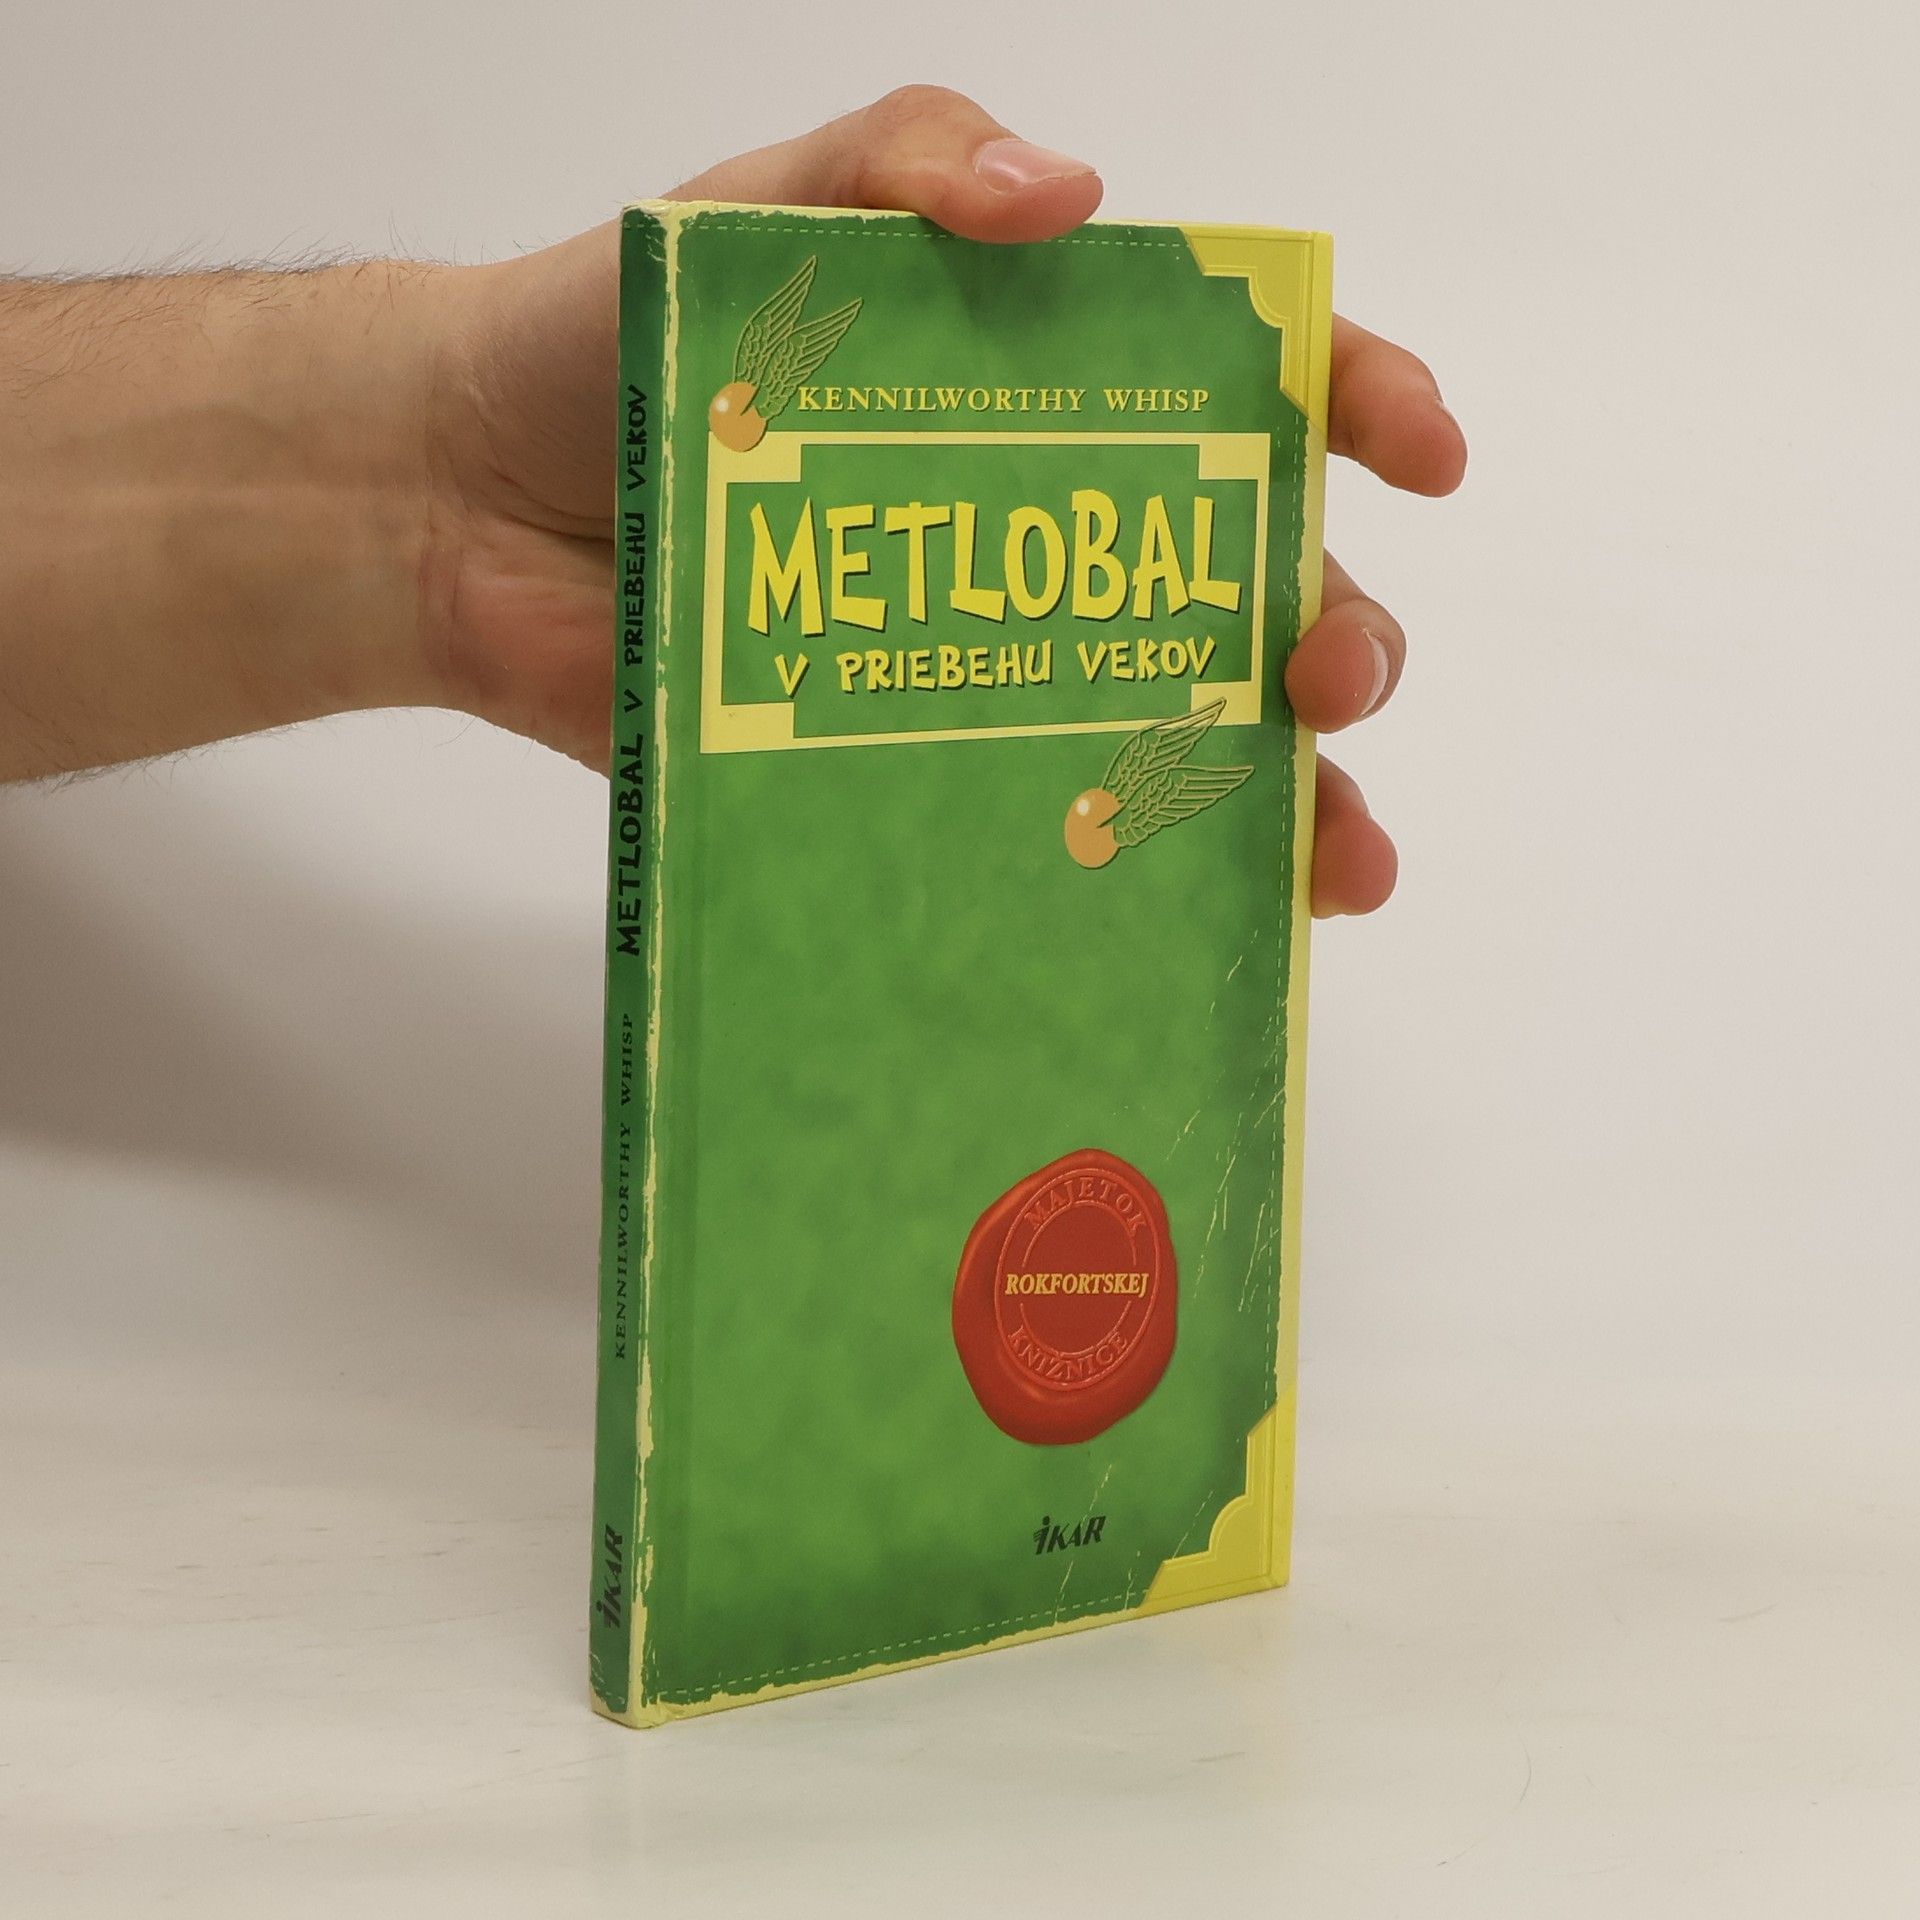 KENNILWORTHY WHISP
METLOBAL
V PRIEBEHU VEKOV
MAJETOK
ROKFORTSKEJ
KNIŽNICE
IKAR
KENNILWORTHY WHISP METLOBAL V PRIEBEHU VEKOV
IKAR